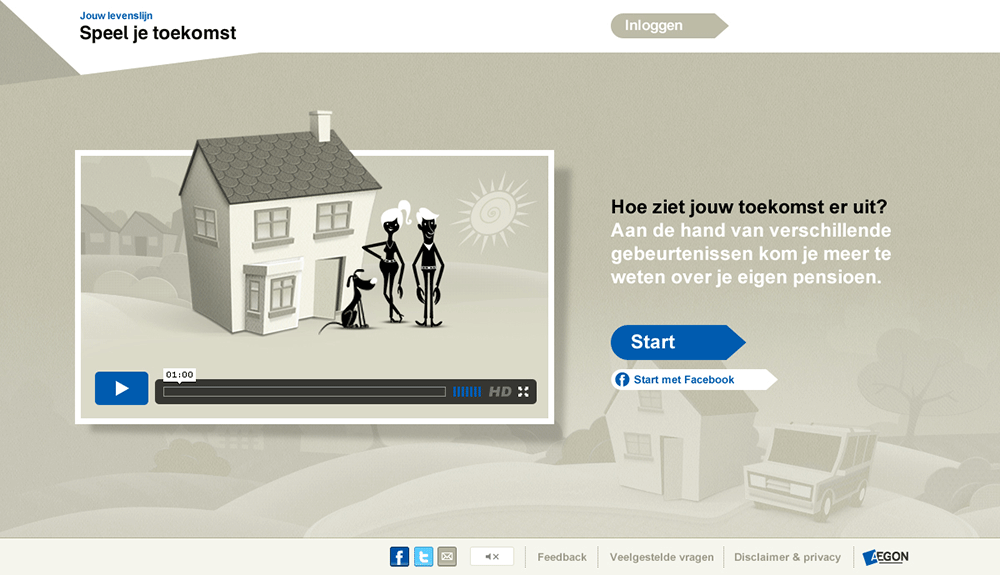 Jouw levenslijn
Speel je toekomst
Inloggen
Hoe ziet jouw toekomst er uit?
Aan de hand van verschillende
gebeurtenissen kom je meer te
weten over je eigen pensioen.
Start
Start met Facebook
01:00
HD
Feedback
Veelgestelde vragen
Disclaimer & privacy
AEGON